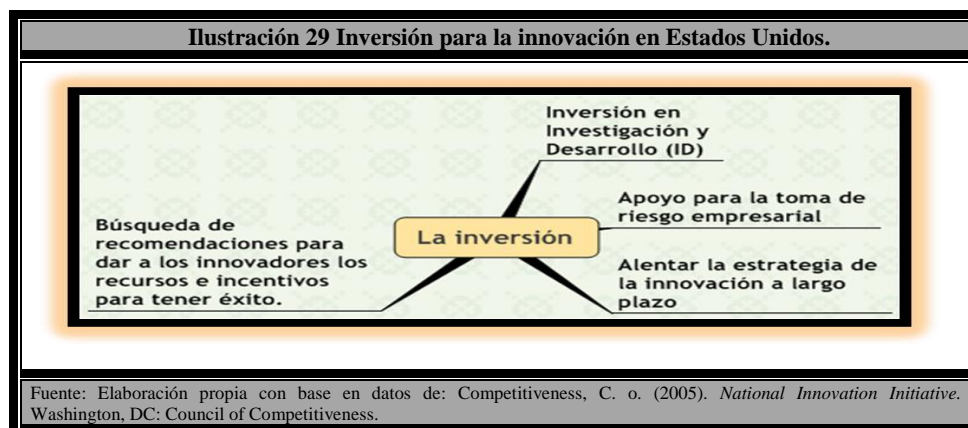 Ilustración 29 Inversión para la innovación en Estados Unidos.
Inversión en
Investigación y
Desarrollo (ID)
Apoyo para la toma de
riesgo empresarial
La inversión
Alentar la estrategia de
la innovación a largo
plazo
Búsqueda de
recomendaciones para
dar a los innovadores los
recursos e incentivos
para tener éxito.
Fuente: Elaboración propia con base en datos de: Competitiveness, C. o. (2005). National Innovation Initiative.
Washington, DC: Council of Competitiveness.